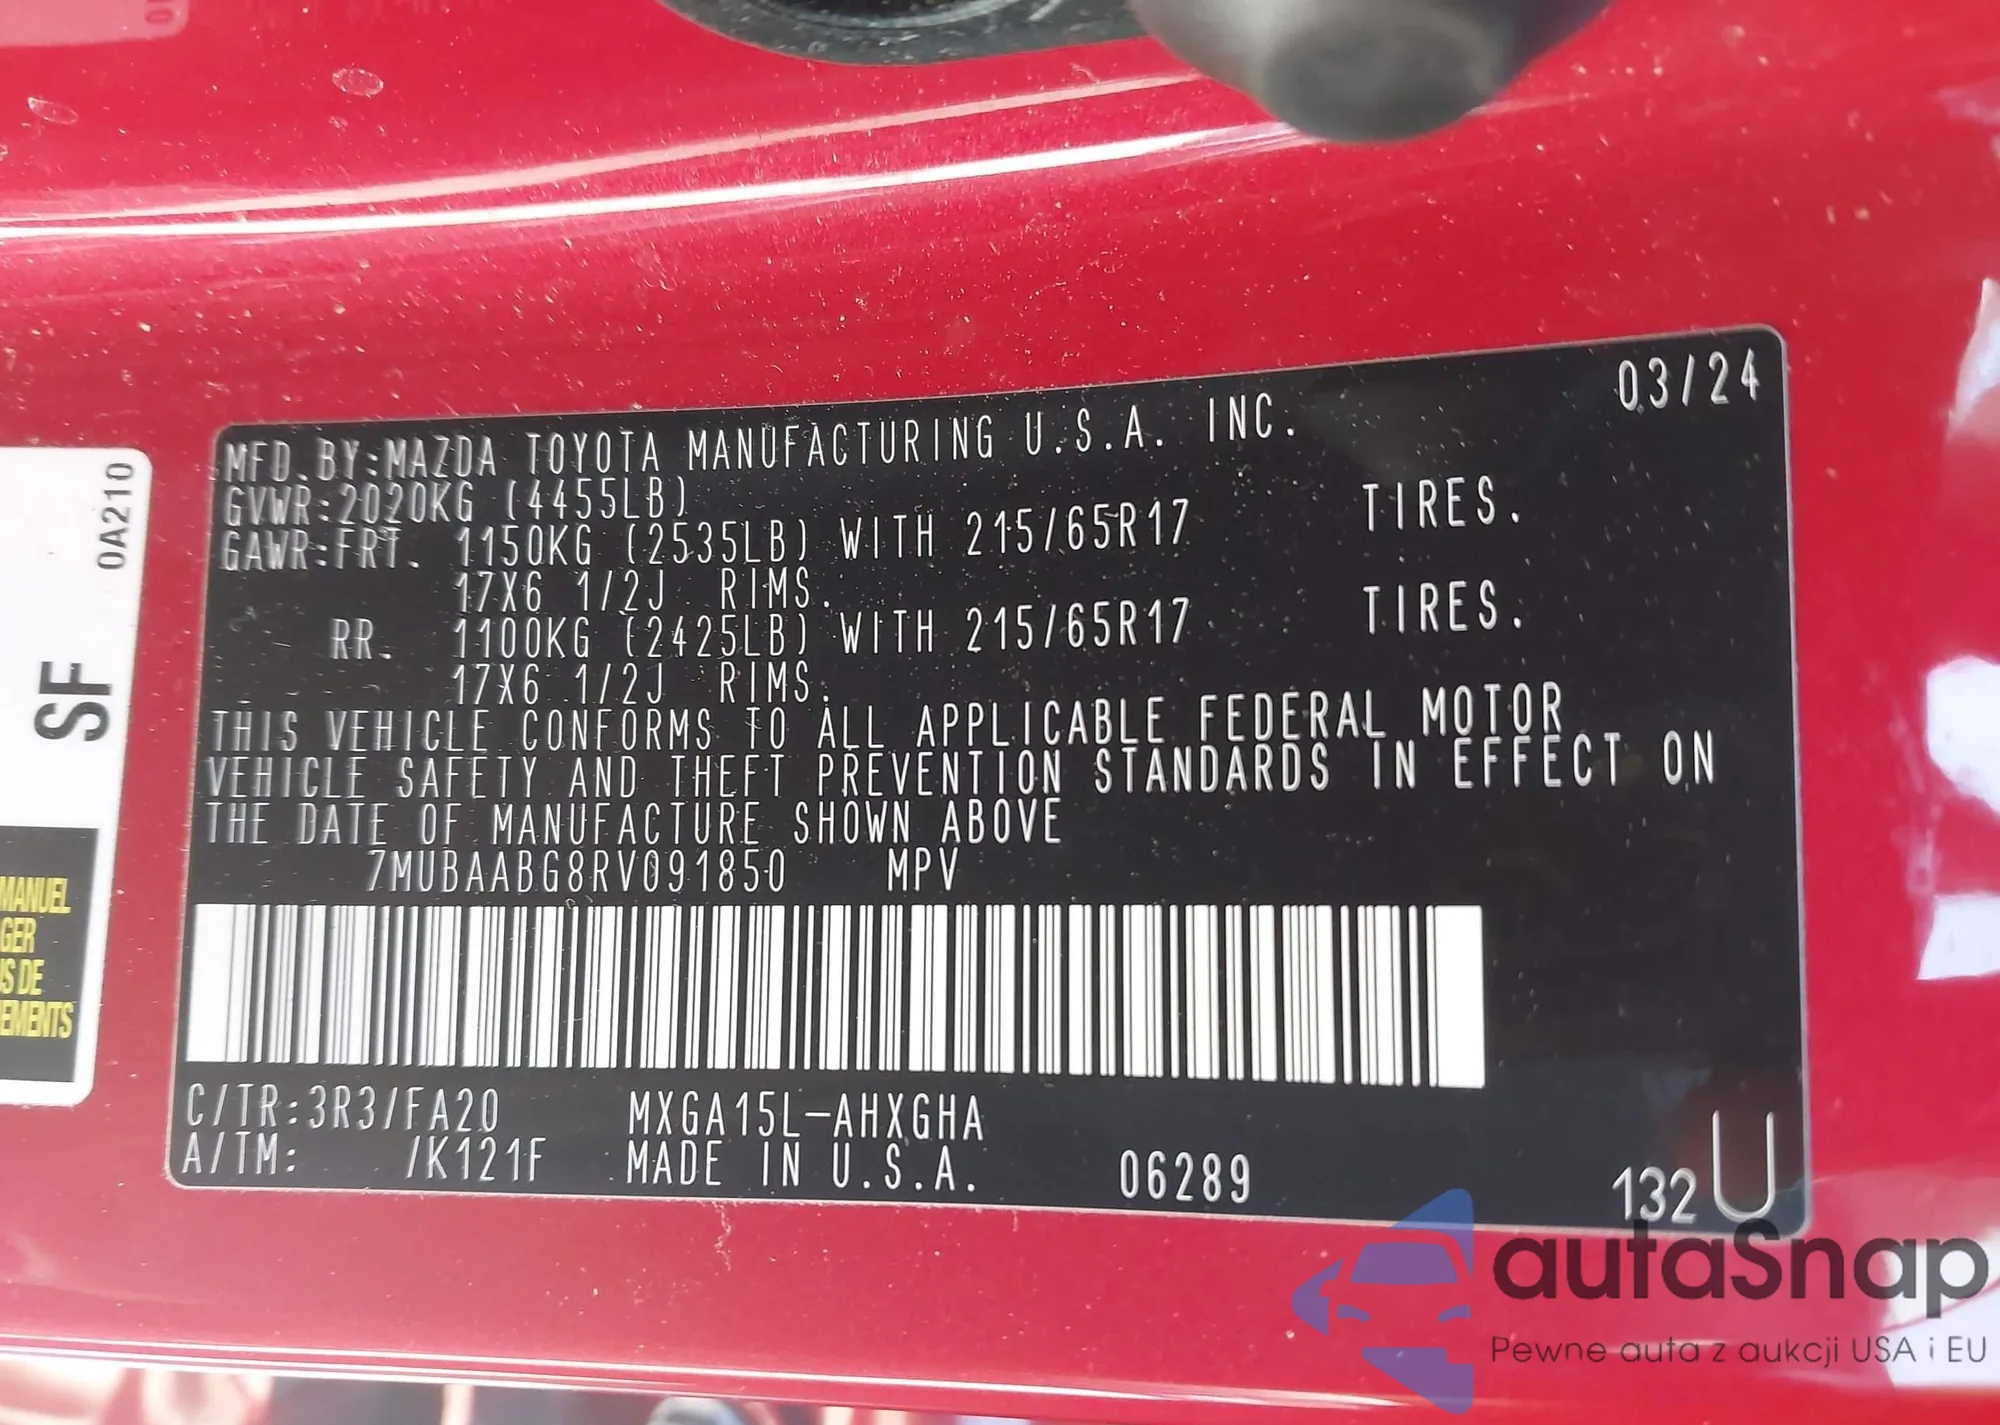 03/24
MFD.BY:MAZDA TOYOTA MANUFACTURING U.S.A. INC.
GVWR:2020KG (4455LB)
GAWR:FRT. 1150KG (2535LB) WITH 215/65R17 TIRES.
17X6 1/2J RIMS.
RR. 1100KG (2425LB) WITH 215/65R17 TIRES.
17X6 1/2J RIMS.
THIS VEHICLE CONFORMS TO ALL APPLICABLE FEDERAL MOTOR
VEHICLE SAFETY AND THEFT PREVENTION STANDARDS IN EFFECT ON
THE DATE OF MANUFACTURE SHOWN ABOVE
7MUBAABG8RV091850 MPV
C/TR:3R3/FA20 MXGA15L-AHXGHA
A/TM: /K121F MADE IN U.S.A. 06289 132U
0A210
SF
MANUEL
GER
US DE
EMENTS
autaSnap
Pewne auta z aukcji USA i EU